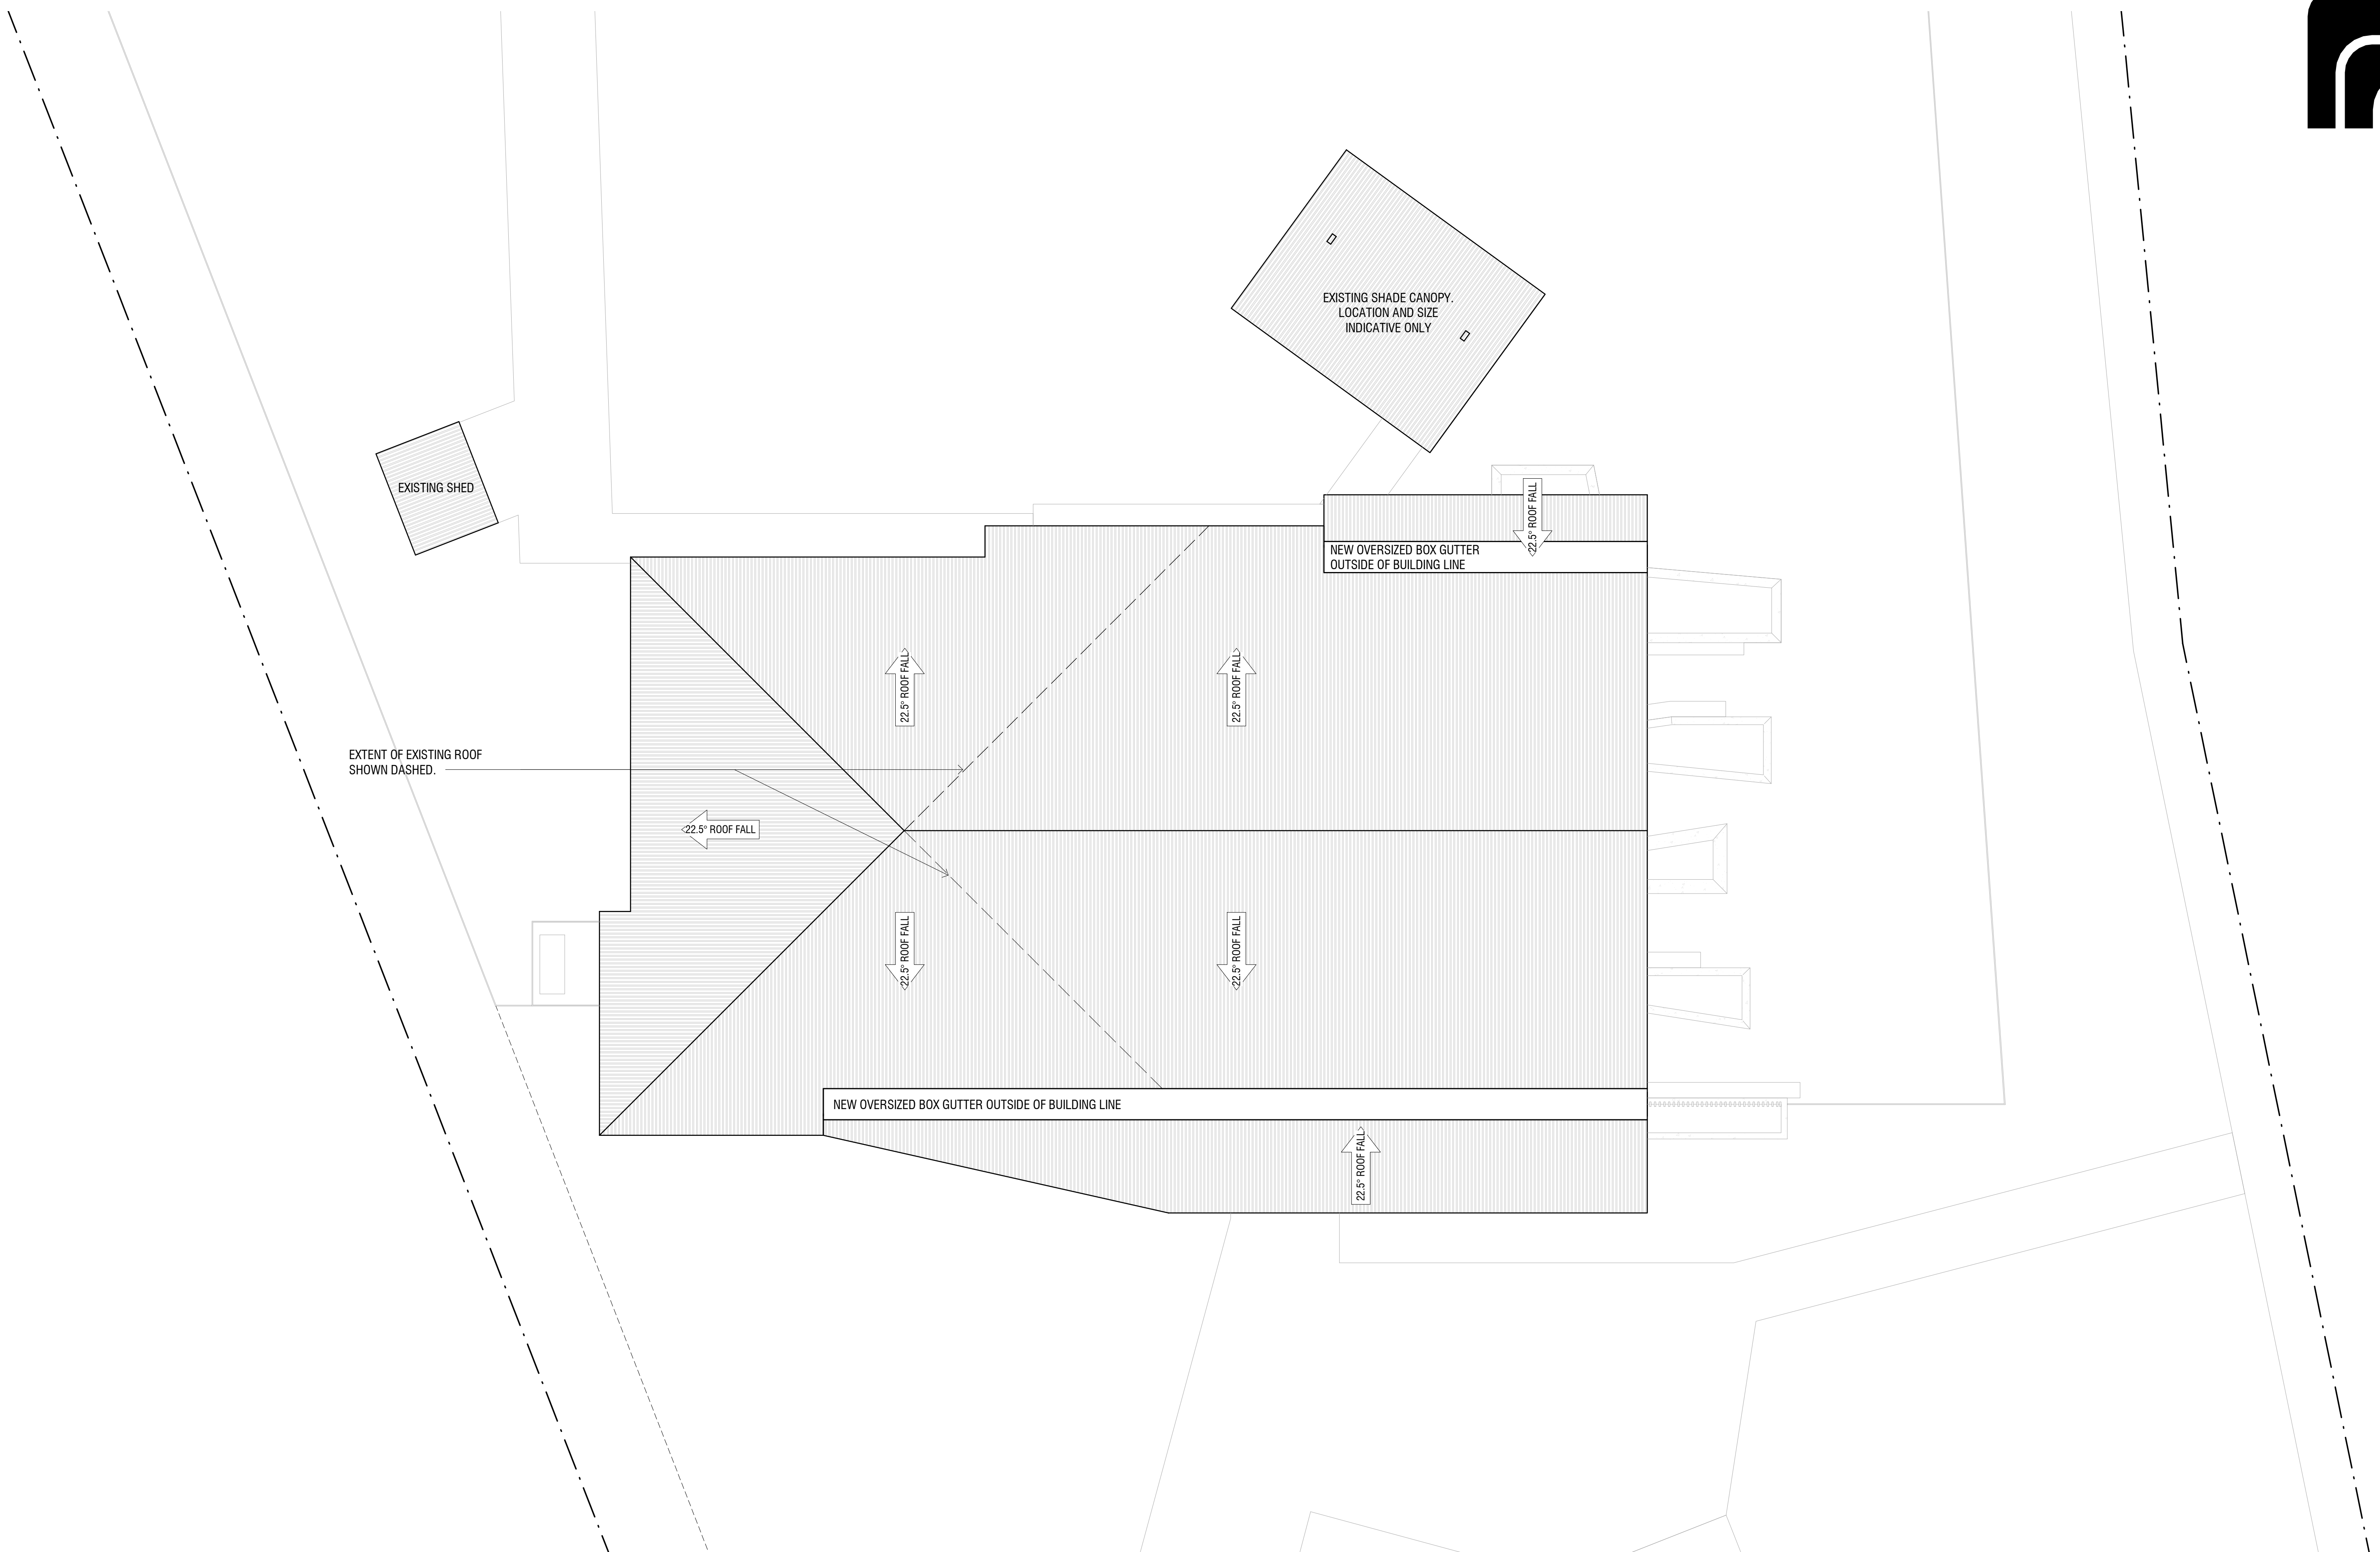 EXISTING SHADE CANOPY.
LOCATION AND SIZE
INDICATIVE ONLY
EXISTING SHED
22.5° ROOF FALL
NEW OVERSIZED BOX GUTTER
OUTSIDE OF BUILDING LINE
22.5° ROOF FALL
22.5° ROOF FALL
EXTENT OF EXISTING ROOF
SHOWN DASHED.
22.5° ROOF FALL
22.5° ROOF FALL
22.5° ROOF FALL
NEW OVERSIZED BOX GUTTER OUTSIDE OF BUILDING LINE
22.5° ROOF FALL